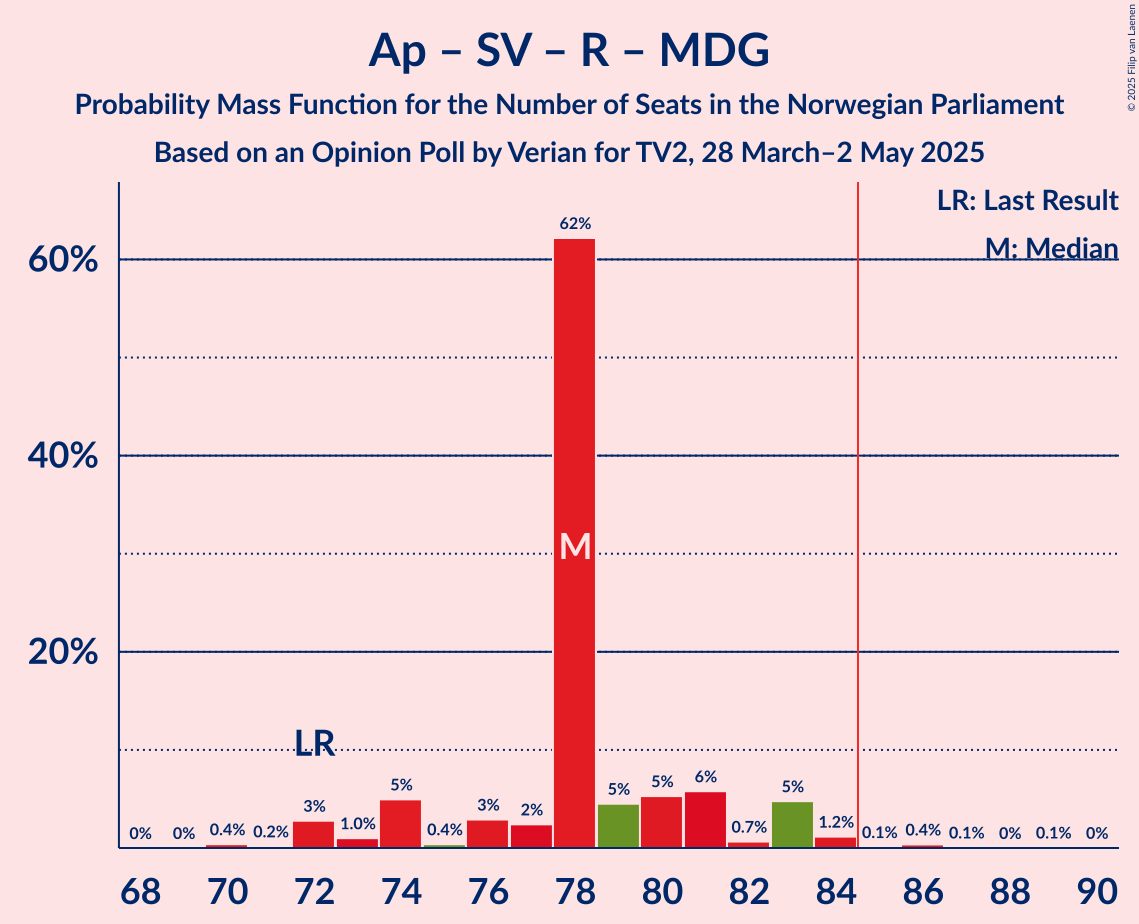 Ap – SV – R – MDG
Probability Mass Function for the Number of Seats in the Norwegian Parliament
Based on an Opinion Poll by Verian for TV2, 28 March–2 May 2025
© 2025 Filip van Laenen
LR: Last Result
M: Median
60%
40%
20%
LR
M
0% 0% 0.4% 0.2% 3% 1.0% 5% 0.4% 3% 2% 62% 5% 5% 6% 0.7% 5% 1.2% 0.1% 0.4% 0.1% 0% 0.1% 0%
68 70 72 74 76 78 80 82 84 86 88 90